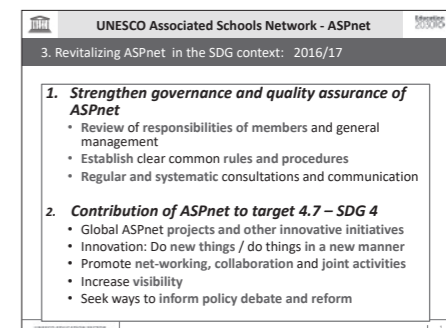 UNESCO Associated Schools Network - ASPnet
3. Revitalizing ASPnet in the SDG context: 2016/17
1. Strengthen governance and quality assurance of
ASPnet
• Review of responsibilities of members and general
management
• Establish clear common rules and procedures
• Regular and systematic consultations and communication
2. Contribution of ASPnet to target 4.7 – SDG 4
• Global ASPnet projects and other innovative initiatives
• Innovation: Do new things / do things in a new manner
• Promote net-working, collaboration and joint activities
• Increase visibility
• Seek ways to inform policy debate and reform